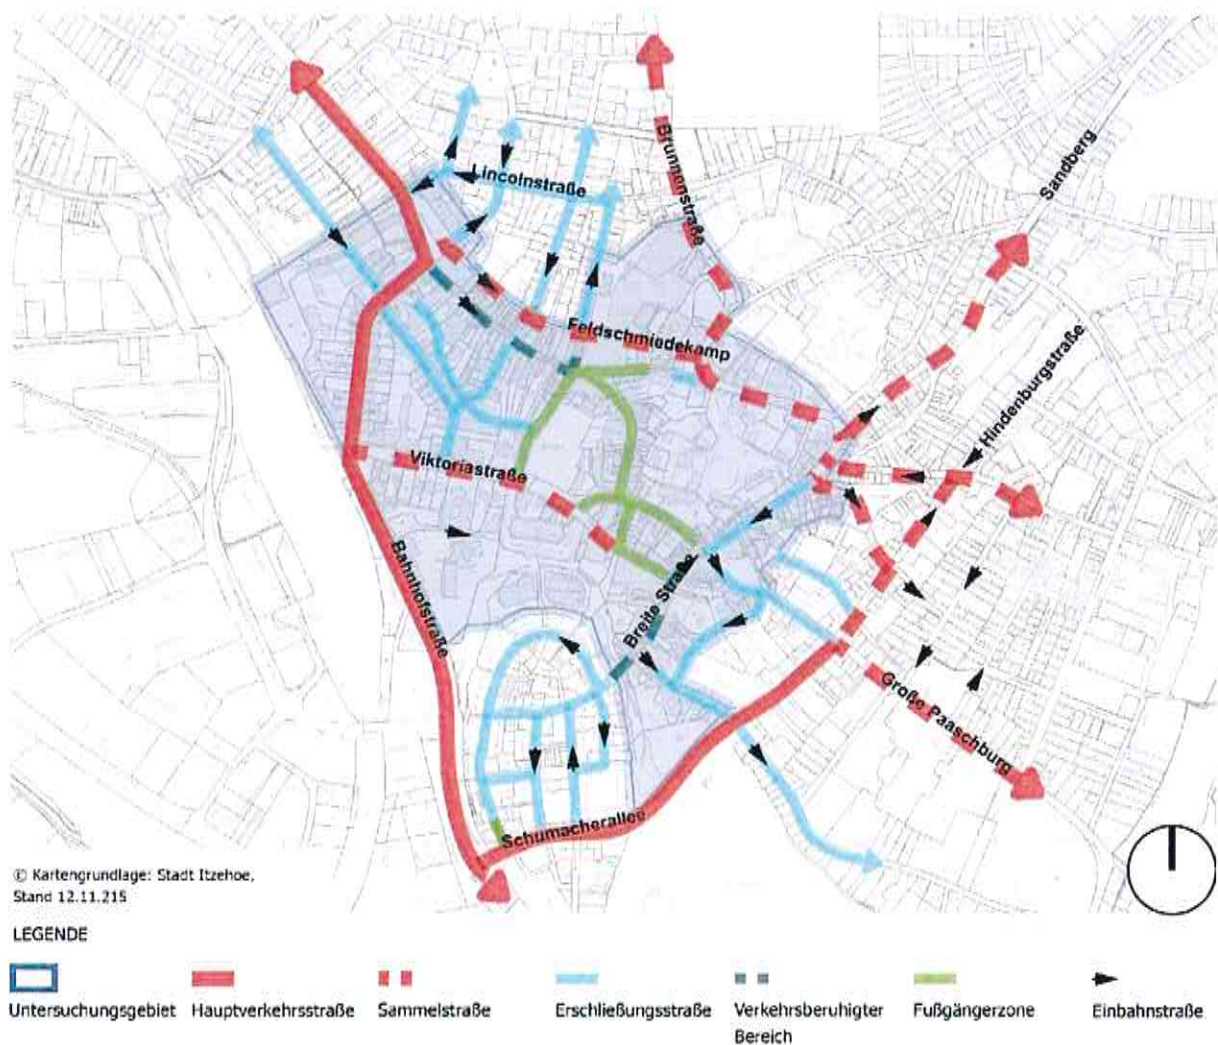 Brunnenstraße
Sandberg
Lincolnstraße
Feldschmiedekamp
Hindenburgstraße
Viktoriastraße
Bahnhofstraße
Breite Straße
Große Paaschburg
Schumacherallee
© Kartengrundlage: Stadt Itzehoe,
Stand 12.11.215
LEGENDE
Untersuchungsgebiet Hauptverkehrsstraße Sammelstraße Erschließungsstraße Verkehrsberuhigter Fußgängerzone Einbahnstraße
Bereich